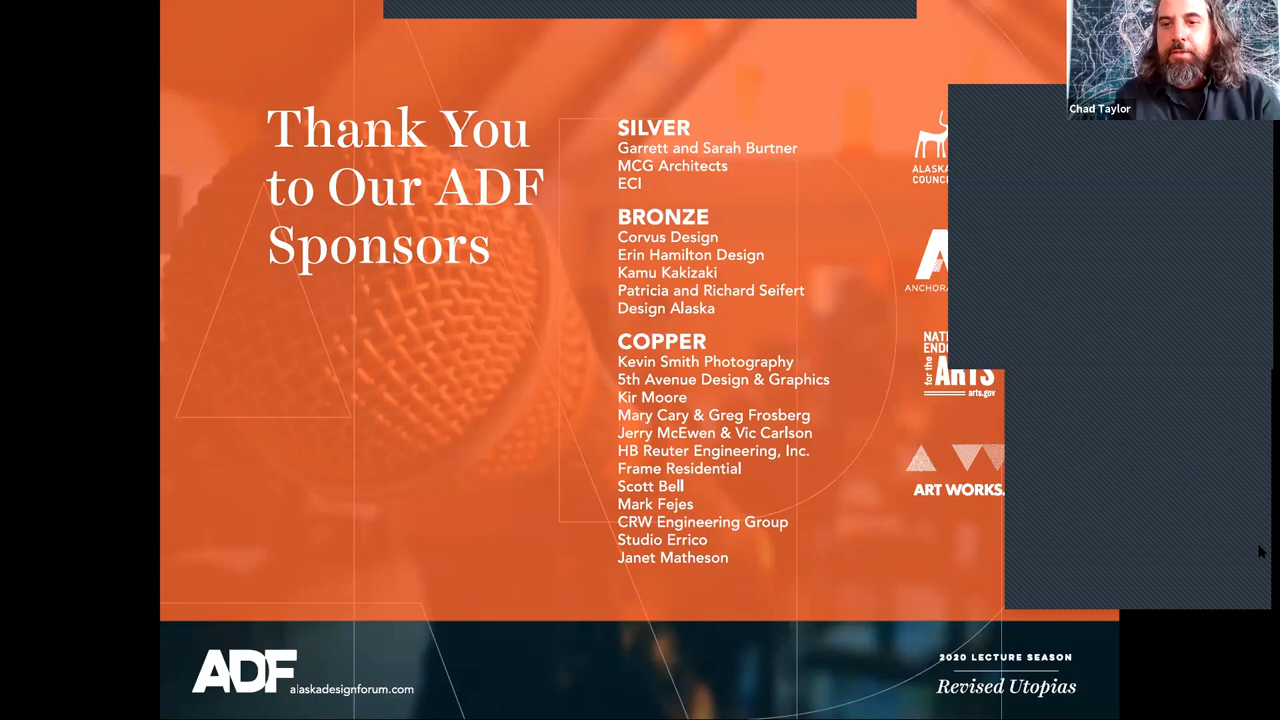 Chad Taylor
Thank You
to Our ADF
Sponsors
SILVER
Garrett and Sarah Burtner
MCG Architects
ECI
BRONZE
Corvus Design
Erin Hamilton Design
Kamu Kakizaki
Patricia and Richard Seifert
Design Alaska
COPPER
Kevin Smith Photography
5th Avenue Design & Graphics
Kir Moore
Mary Cary & Greg Frosberg
Jerry McEwen & Vic Carlson
HB Reuter Engineering, Inc.
Frame Residential
Scott Bell
Mark Fejes
CRW Engineering Group
Studio Errico
Janet Matheson
for the
ARTS
arts.gov
ART WORKS.
ADF
alaskadesignforum.com
2020 LECTURE SEASON
Revised Utopias